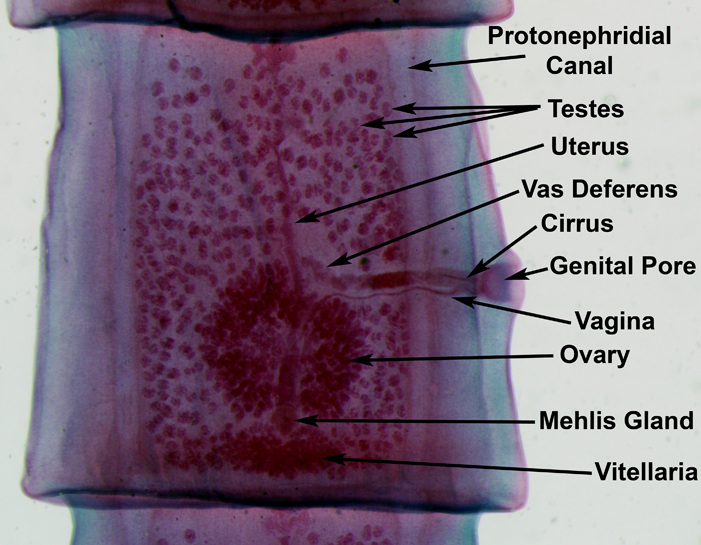 Protonephridial
Canal
Testes
Uterus
Vas Deferens
Cirrus
Genital Pore
Vagina
Ovary
Mehlis Gland
Vitellaria